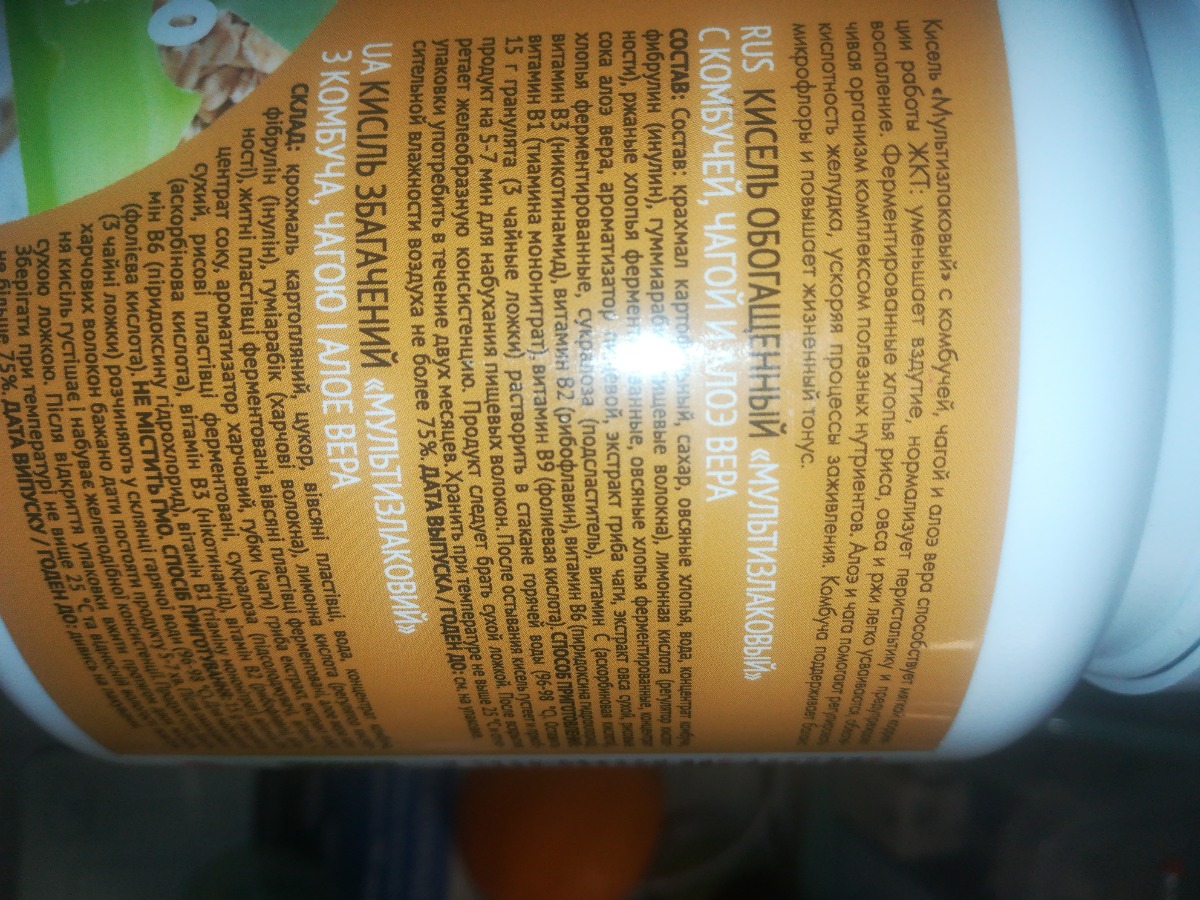 Кисель «Мультизлаковый» с комбучей, чагой и алоэ вера способствует мягкой
ции работы ЖКТ: уменьшает вздутие, нормализует перистальтику и предупреждает
воспоспление. Ферментированные хлопья риса, овса и ржи легко усваиваются,
чивая организм комплексом полезных нутриентов. Алоэ и чага помогают
кислотность желудка, ускоряя процессы заживления. Комбуча поддерживает
микрофлоры и повышает жизненный тонус.
RUS КИСЕЛЬ ОБОГАЩЕННЫЙ «МУЛЬТИЗЛАКОВЫЙ»
С КОМБУЧЕЙ, ЧАГОЙ И АЛОЭ ВЕРА
СОСТАВ: Состав: крахмал картофельный, сахар, овсяные хлопья, вода, концентрат
фибрулин (инулин), гуммиарабик (пищевые волокна), лимонная кислота (регулятор
ности), ржаные хлопья ферментированные, овсяные хлопья ферментированные,
сока алоэ вера, ароматизатор пищевой, экстракт гриба чаги, экстракт овса сухой,
хлопья ферментированные, сукралоза (подсластитель), витамин С (аскорбиновая
витамин В3 (никотинамид), витамин В2 (рибофлавин), витамин В6 (пиридоксина
витамин В1 (тиамина мононитрат), витамин В9 (фолиевая кислота). СПОСОБ ПРИГОТОВЛЕНИЯ:
15 г гранулята (3 чайные ложки) растворить в стакане горячей воды (96-98 °С).
продукт на 5-7 мин для набухания пищевых волокон. После остывания кисель густеет
ретает желеобразную консистенцию. Продукт следует брать сухой ложкой. После
упаковки употребить в течение двух месяцев. Хранить при температуре не выше 25 °С
сительной влажности воздуха не более 75%. ДАТА ВЫПУСКА / ГОДЕН ДО: см. на упаковке.
UA КИСІЛЬ ЗБАГАЧЕНИЙ «МУЛЬТИЗЛАКОВИЙ»
З КОМБУЧА, ЧАГОЮ І АЛОЕ ВЕРА
СКЛАД: крохмаль картопляний, цукор, вівсяні пластівці, вода, концентрат
фібрулін (інулін), гуміарабік (харчові волокна), лимонна кислота
ності), житні пластівці ферментовані, вівсяні пластівці ферментовані,
центрат соку, ароматизатор харчовий, губки (чаги) гриба екстракт,
сухий, рисові пластівці ферментовані, сукралоза
(аскорбінова кислота), вітамін В3 (нікотинамід), вітамін В2
мін В6 (піридоксину гідрохлорид), вітамін В1 (тіаміну мононітрат),
(фолієва кислота). НЕ МІСТИТЬ ГМО. СПОСІБ ПРИГОТУВАННЯ: 15 г
(3 чайні ложки) розчиняють у склянці гарячої води (96-98 °С).
харчових волокон бажано дати постояти продукту 5-7 хв.
ня кисіль густішає і набуває желеподібної консистенції.
сухою ложкою. Після відкриття упаковки вжити протягом
Зберігати при температурі не вище 25 °С та
не більше 75%. ДАТА ВИПУСКУ / ГОДЕН ДО: